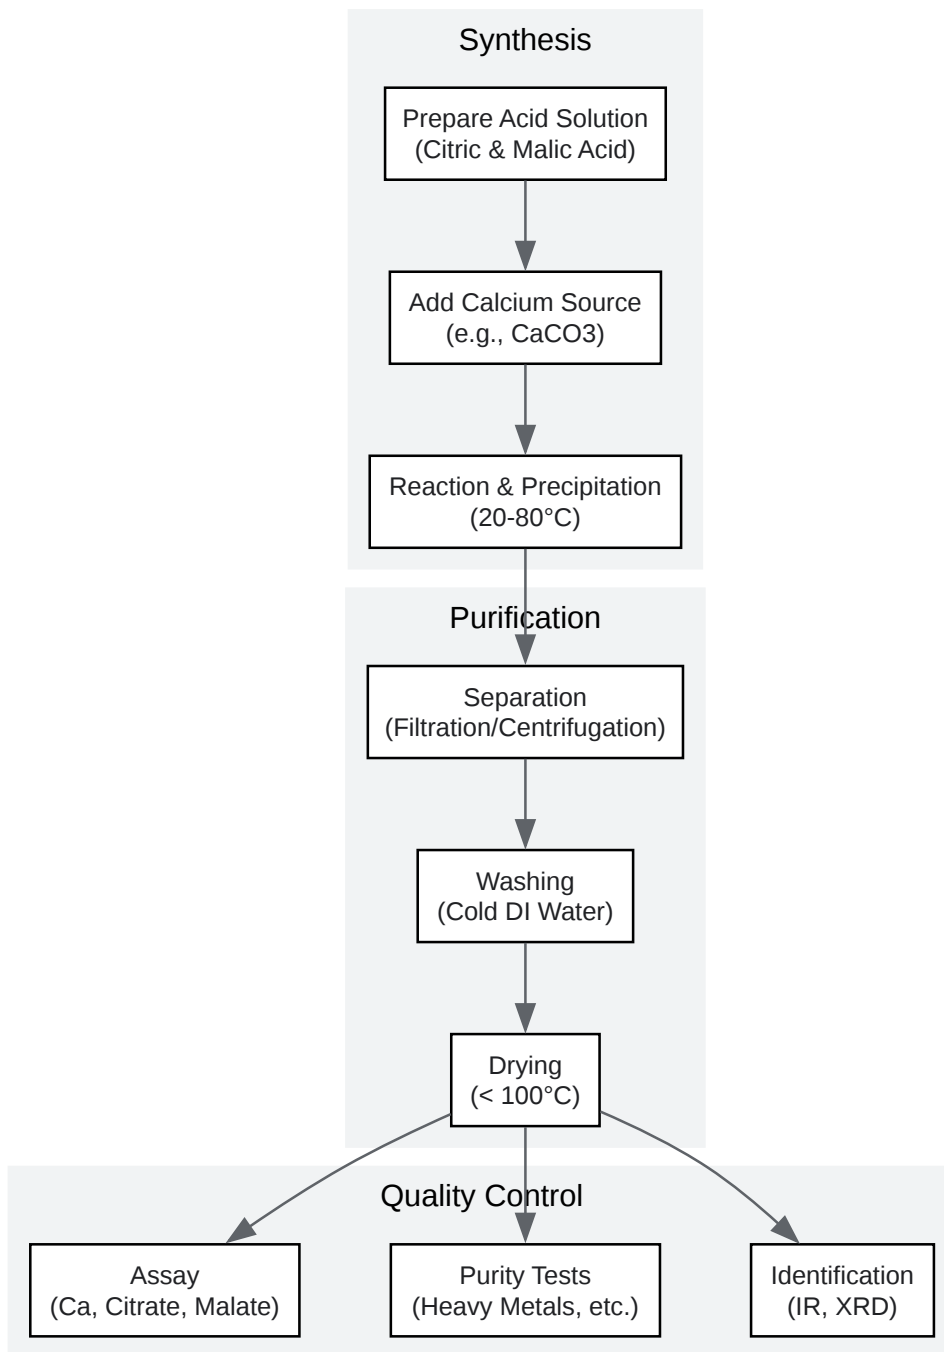 Synthesis
Prepare Acid Solution
(Citric & Malic Acid)
Add Calcium Source
(e.g., CaCO3)
Reaction & Precipitation
(20-80°C)
Purification
Separation
(Filtration/Centrifugation)
Washing
(Cold DI Water)
Drying
(< 100°C)
Quality Control
Assay
(Ca, Citrate, Malate)
Purity Tests
(Heavy Metals, etc.)
Identification
(IR, XRD)